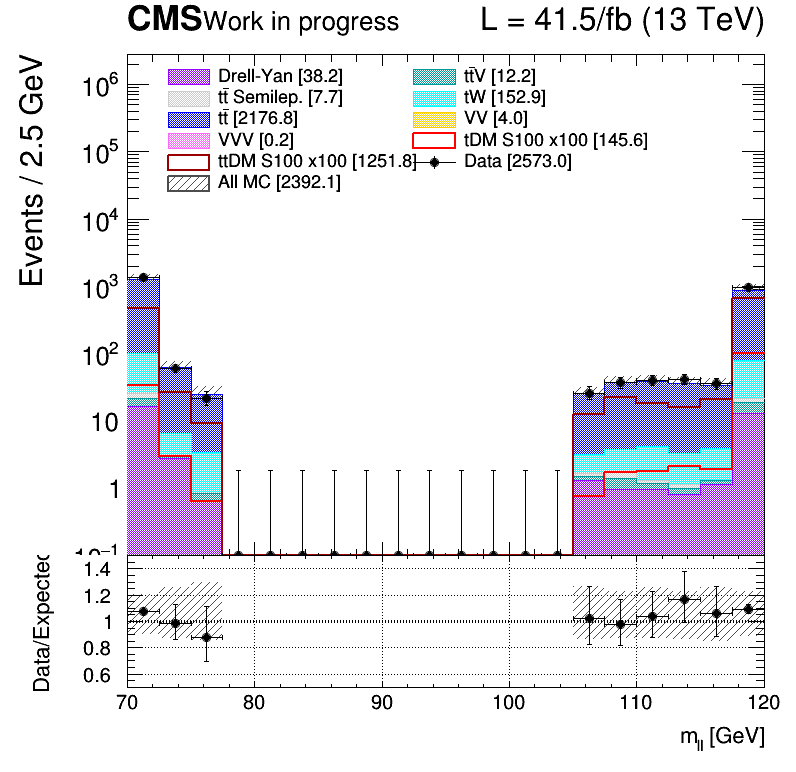 CMS Work in progress L = 41.5/fb (13 TeV)
Drell-Yan [38.2] tt̄V [12.2]
tt̄ Semilep. [7.7] tW [152.9]
tt̄ [2176.8] VV [4.0]
VVV [0.2] tDM S100 x100 [145.6]
ttDM S100 x100 [1251.8] Data [2573.0]
All MC [2392.1]
Events / 2.5 GeV
10⁶
10⁵
10⁴
10³
10²
10
1
10⁻¹
Data/Expected
1.4
1.2
1
0.8
0.6
70 80 90 100 110 120
m_ll [GeV]